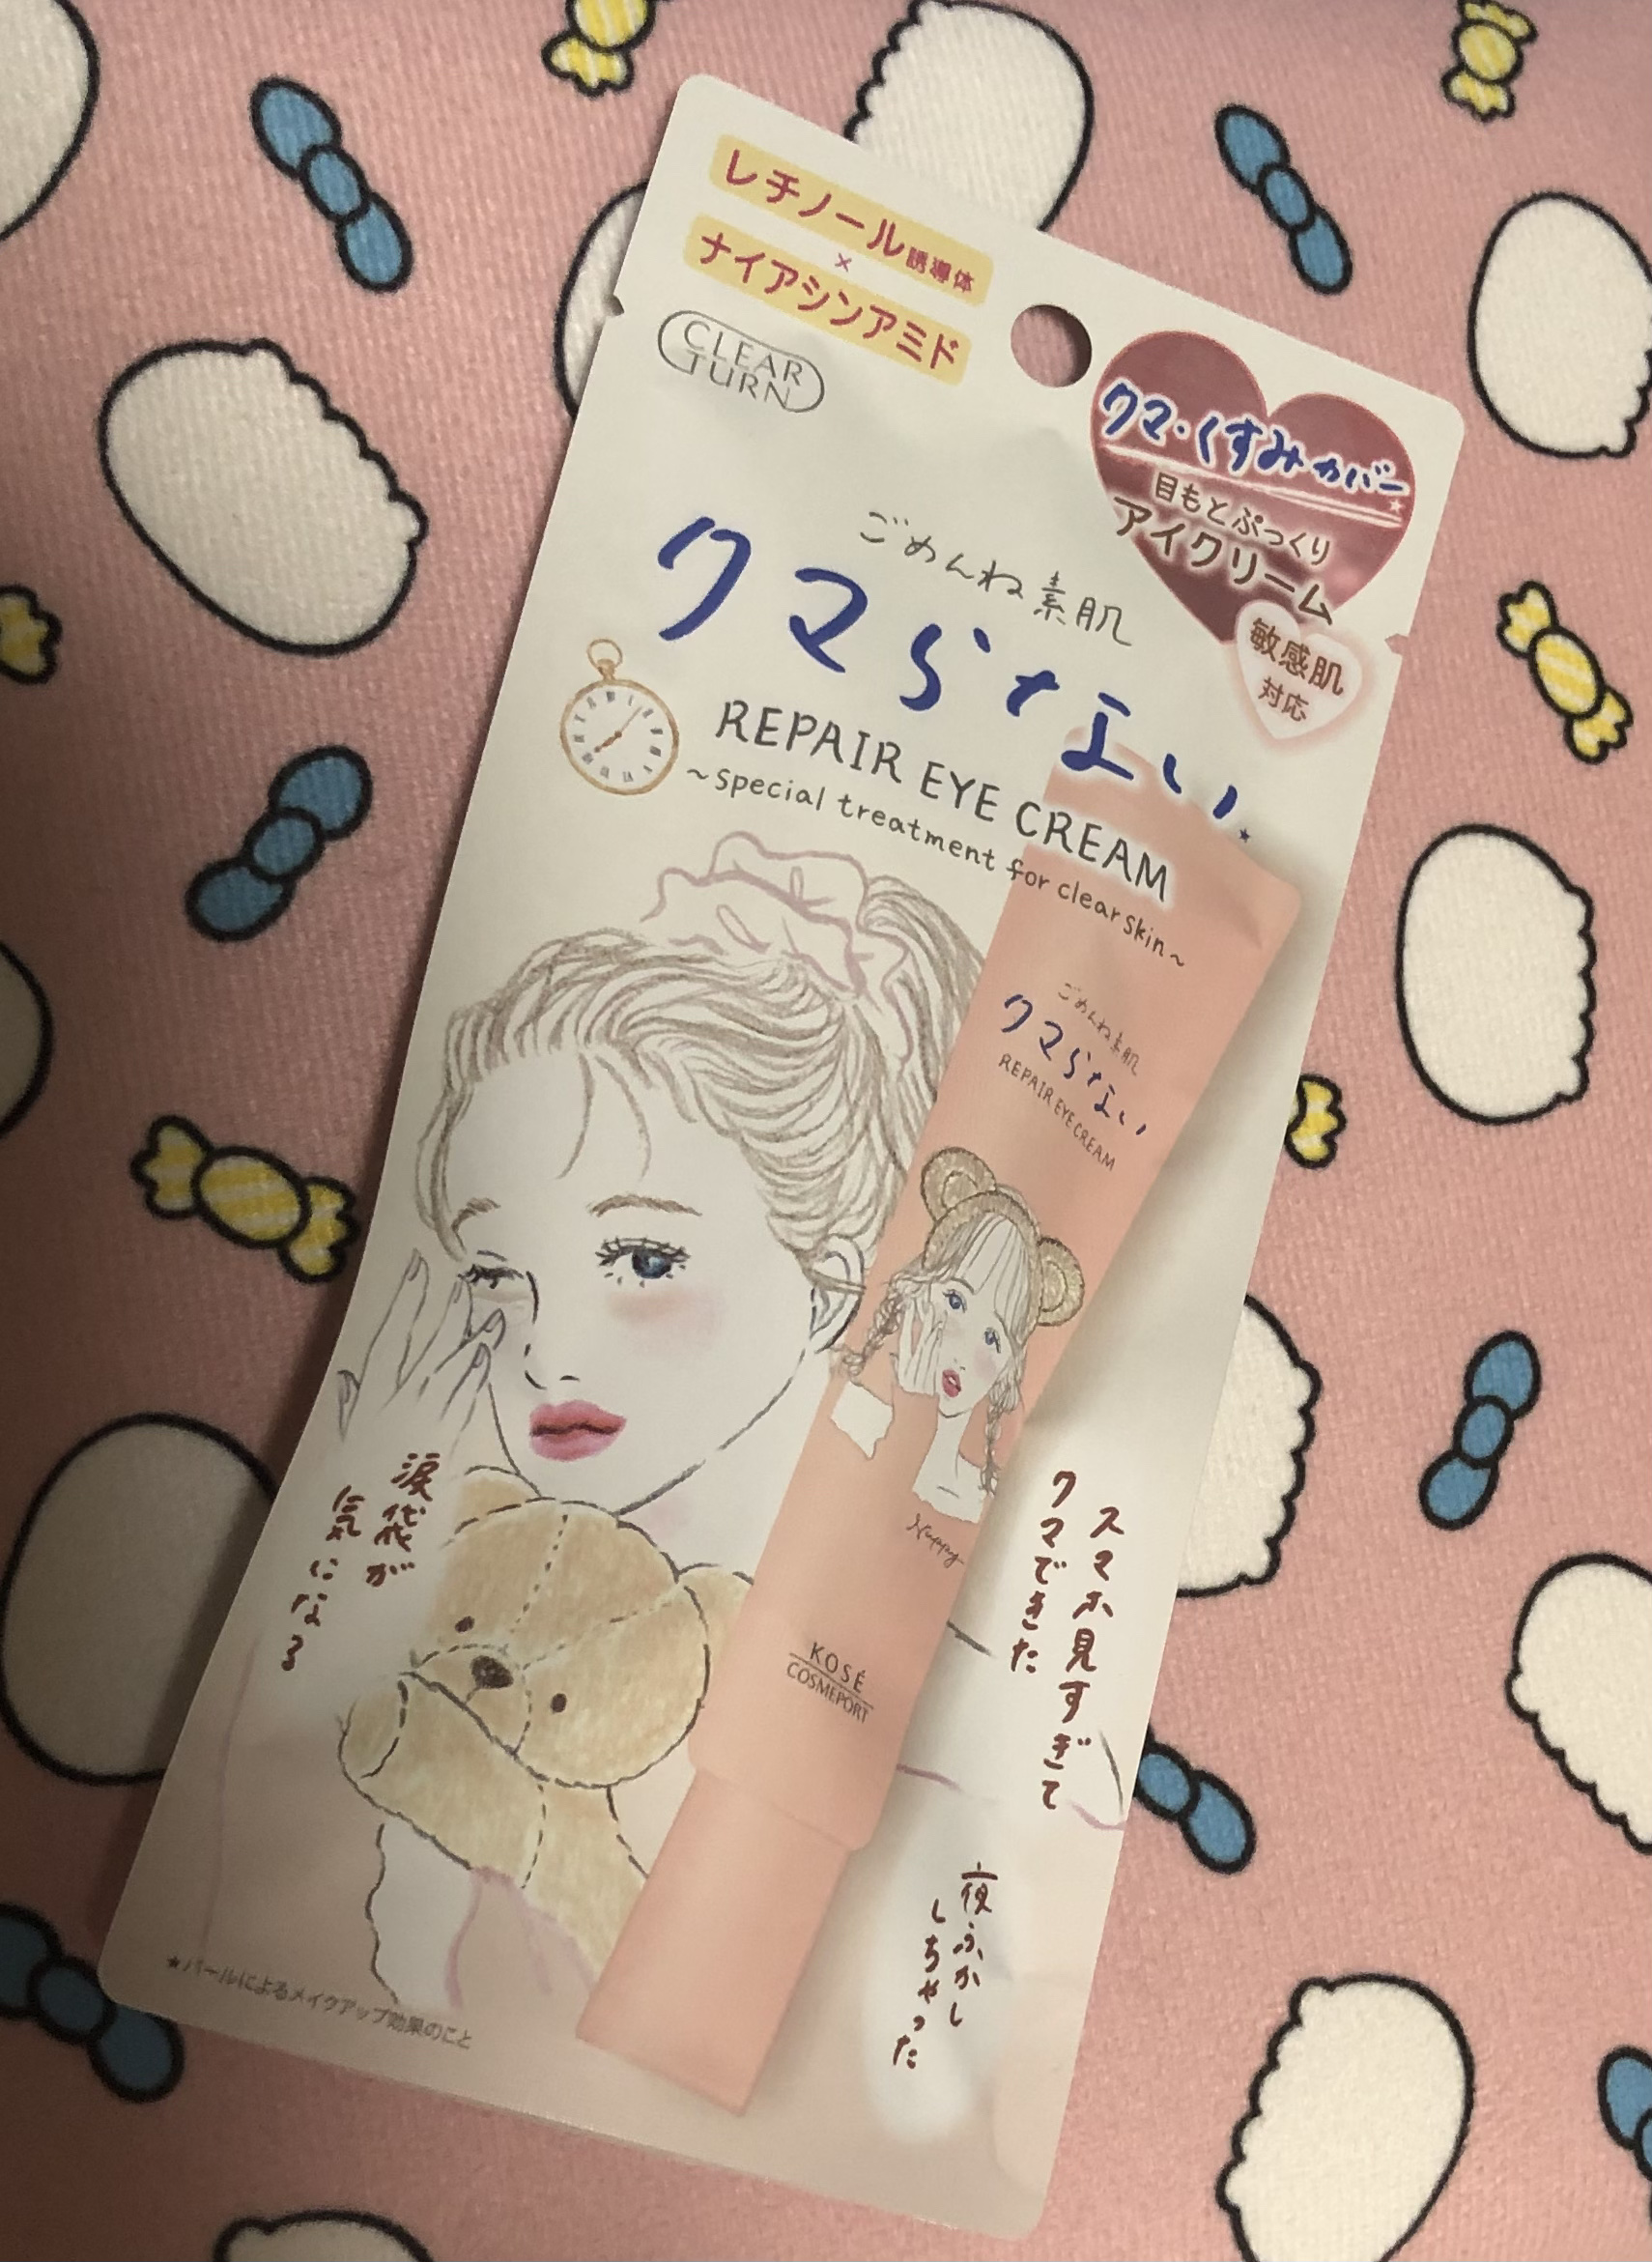 レチノール誘導体
×
ナイアシンアミド
CLEAR
TURN
クマ・くすみカバー★
目もとぷっくり
アイクリーム
敏感肌
対応
ごめんね素肌
クマらない
REPAIR EYE CREAM
~special treatment for clear skin~
ごめんね素肌
クマらない
REPAIR EYE CREAM
Nuppy
KOSÉ
COSMEPORT
涙袋が
気になる
スマホ見すぎて
クマできた
夜ふかし
しちゃった
★パールによるメイクアップ効果のこと